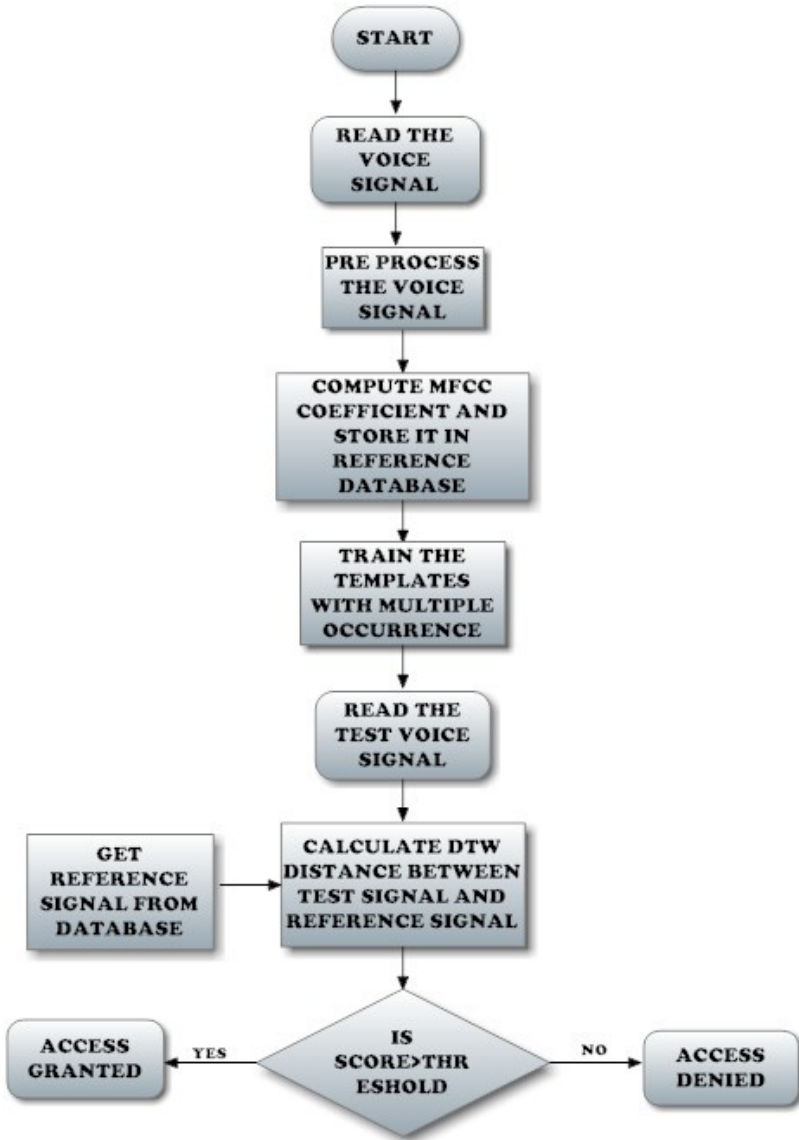 START
READ THE
VOICE
SIGNAL
PRE PROCESS
THE VOICE
SIGNAL
COMPUTE MFCC
COEFFICIENT AND
STORE IT IN
REFERENCE
DATABASE
TRAIN THE
TEMPLATES
WITH MULTIPLE
OCCURRENCE
READ THE
TEST VOICE
SIGNAL
GET
REFERENCE
SIGNAL FROM
DATABASE
CALCULATE DTW
DISTANCE BETWEEN
TEST SIGNAL AND
REFERENCE SIGNAL
IS
SCORE>THR
ESHOLD
YES
ACCESS
GRANTED
NO
ACCESS
DENIED